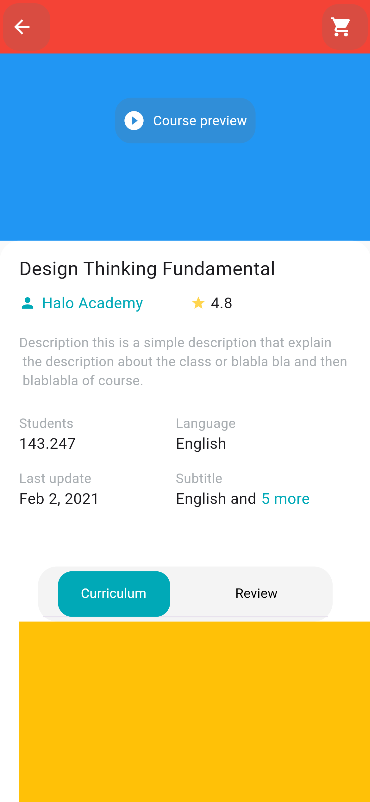 Course preview
Design Thinking Fundamental
Halo Academy 4.8
Description this is a simple description that explain
the description about the class or blabla bla and then
blablabla of course.
Students Language
143.247 English
Last update Subtitle
Feb 2, 2021 English and 5 more
Curriculum Review